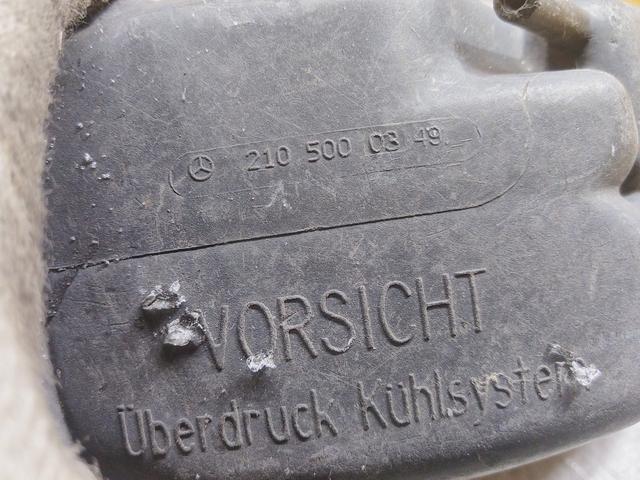 210 500 03 49
VORSICHT
Überdruck Kühlsystem